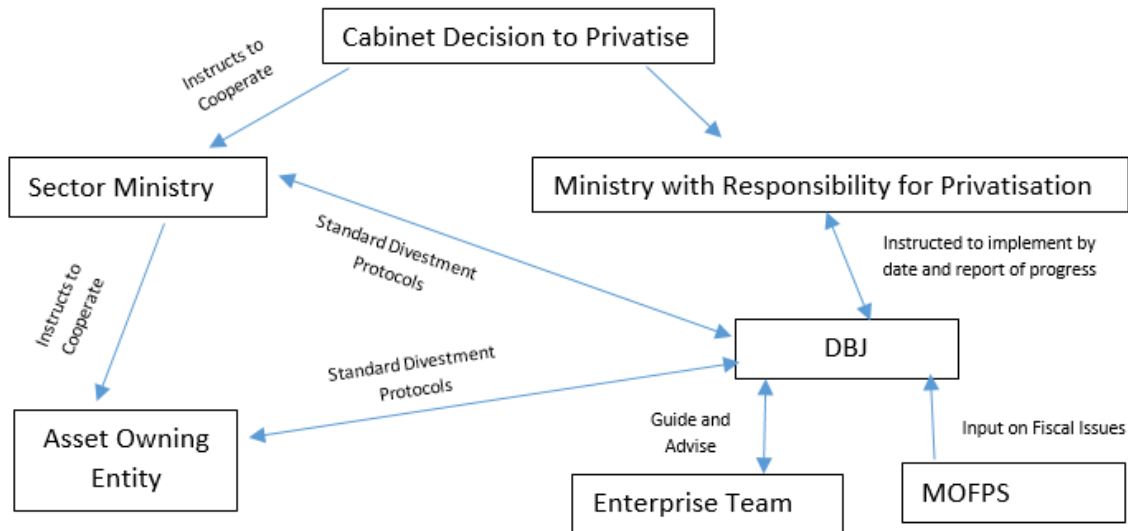 Cabinet Decision to Privatise
Instructs to
Cooperate
Sector Ministry
Ministry with Responsibility for Privatisation
Standard Divestment
Protocols
Instructed to implement by
date and report of progress
Instructs to
Cooperate
DBJ
Standard Divestment
Protocols
Asset Owning
Entity
Guide and
Advise
Input on Fiscal Issues
Enterprise Team
MOFPS